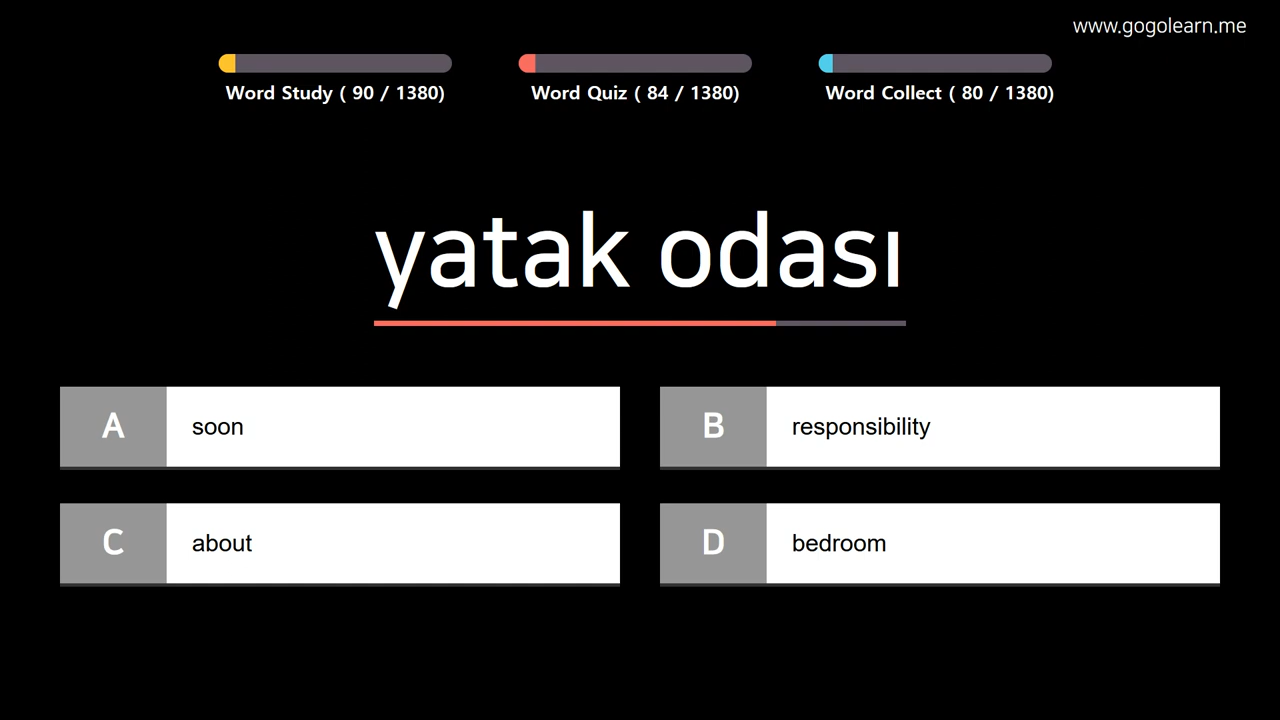 www.gogolearn.me
Word Study ( 90 / 1380)
Word Quiz ( 84 / 1380)
Word Collect ( 80 / 1380)
yatak odası
A soon
B responsibility
C about
D bedroom